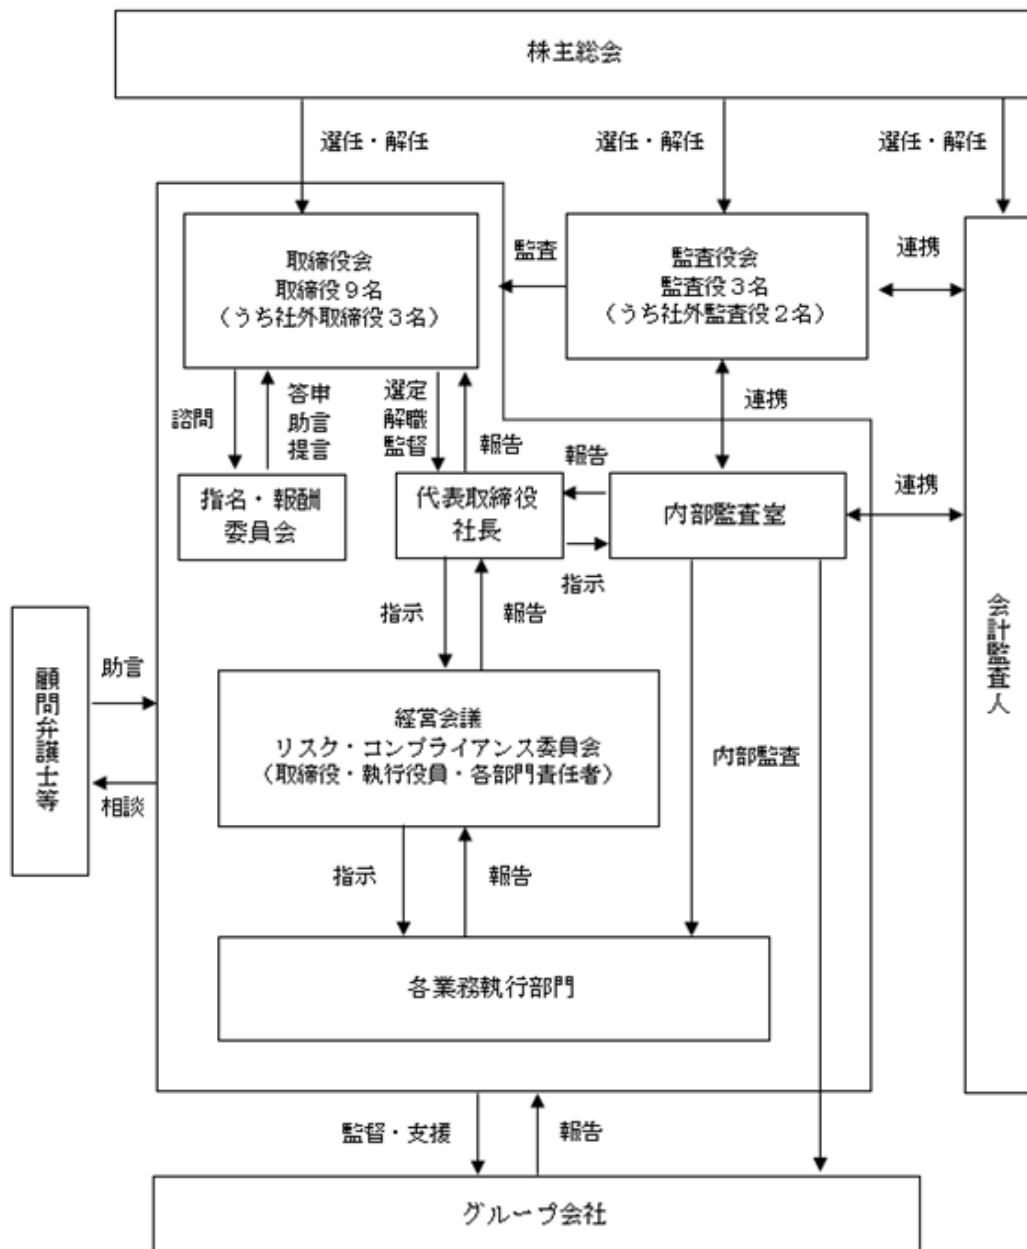 株主総会
選任・解任
選任・解任
選任・解任
取締役会
取締役９名
（うち社外取締役３名）
監査
監査役会
監査役３名
（うち社外監査役２名）
連携
諮問
答申
助言
提言
選定
解職
監督
報告
報告
連携
指名・報酬
委員会
代表取締役
社長
内部監査室
連携
指示
指示
報告
会計監査人
顧問弁護士等
助言
相談
経営会議
リスク・コンプライアンス委員会
（取締役・執行役員・各部門責任者）
内部監査
指示
報告
各業務執行部門
監督・支援
報告
グループ会社